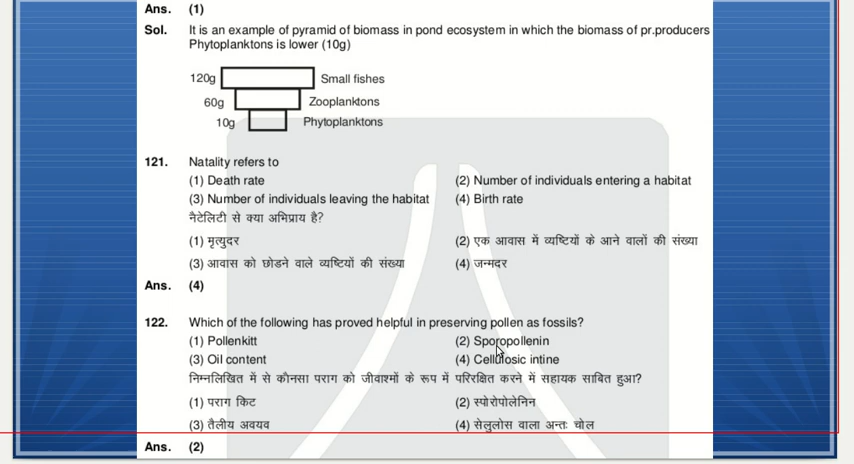 Ans. (1)
Sol. It is an example of pyramid of biomass in pond ecosystem in which the biomass of pr.producers
Phytoplanktons is lower (10g)
120g Small fishes
60g Zooplanktons
10g Phytoplanktons
121. Natality refers to
(1) Death rate (2) Number of individuals entering a habitat
(3) Number of individuals leaving the habitat (4) Birth rate
नैटेलिटी से क्या अभिप्राय है?
(1) मृत्युदर (2) एक आवास में व्यष्टियों के आने वालों की संख्या
(3) आवास को छोडने वाले व्यष्टियों की संख्या (4) जन्मदर
Ans. (4)
122. Which of the following has proved helpful in preserving pollen as fossils?
(1) Pollenkitt (2) Sporopollenin
(3) Oil content (4) Cellulosic intine
निम्नलिखित में से कौनसा पराग को जीवाश्मों के रूप में परिरक्षित करने में सहायक साबित हुआ?
(1) पराग किट (2) स्पोरोपोलेनिन
(3) तैलीय अवयव (4) सेलुलोस वाला अन्तः चोल
Ans. (2)